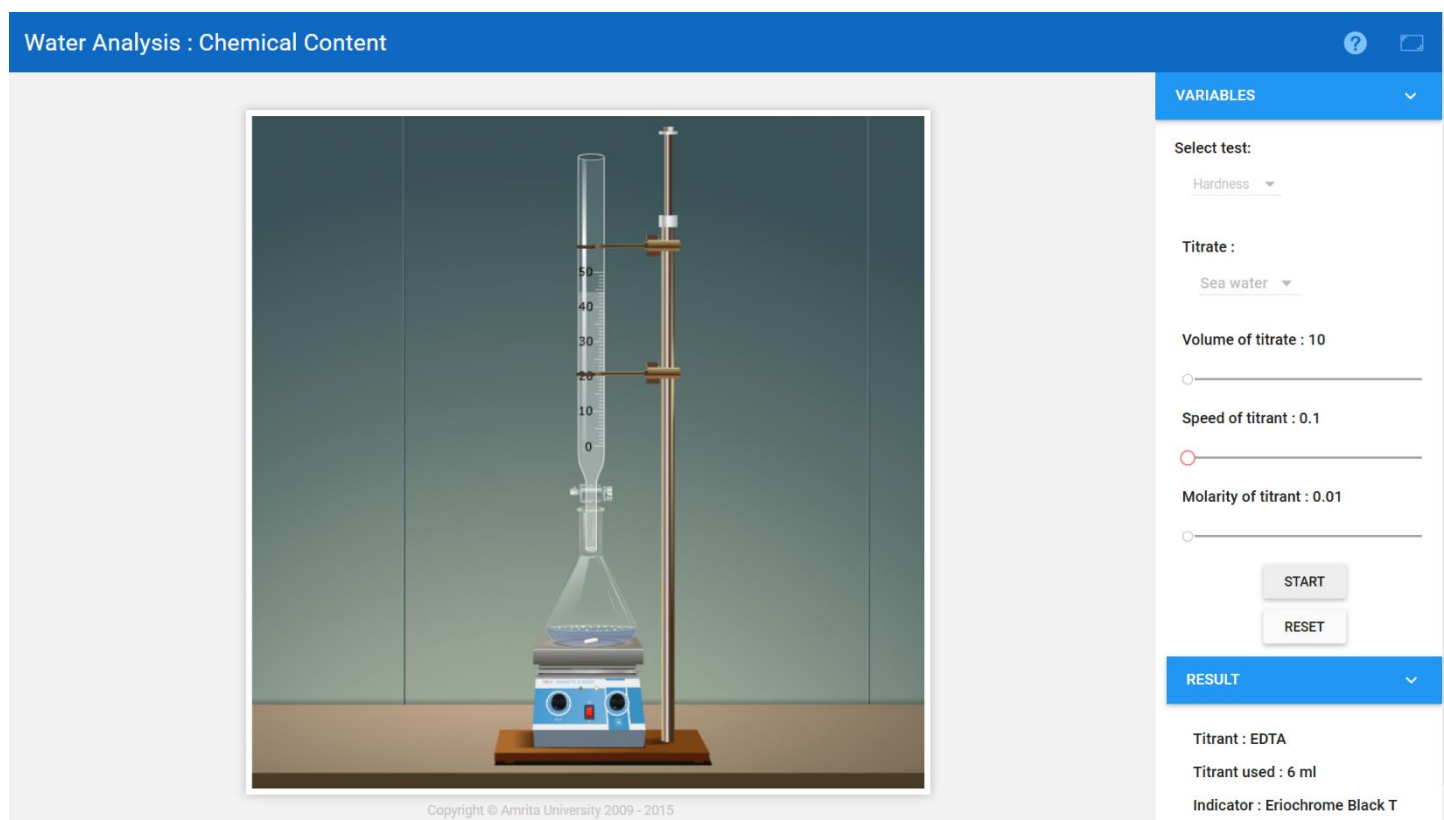 Water Analysis : Chemical Content
?
VARIABLES
Select test:
Hardness
Titrate :
Sea water
Volume of titrate : 10
Speed of titrant : 0.1
Molarity of titrant : 0.01
START
RESET
RESULT
Titrant : EDTA
Titrant used : 6 ml
Indicator : Eriochrome Black T
50
40
30
20
10
0
Copyright © Amrita University 2009 - 2015